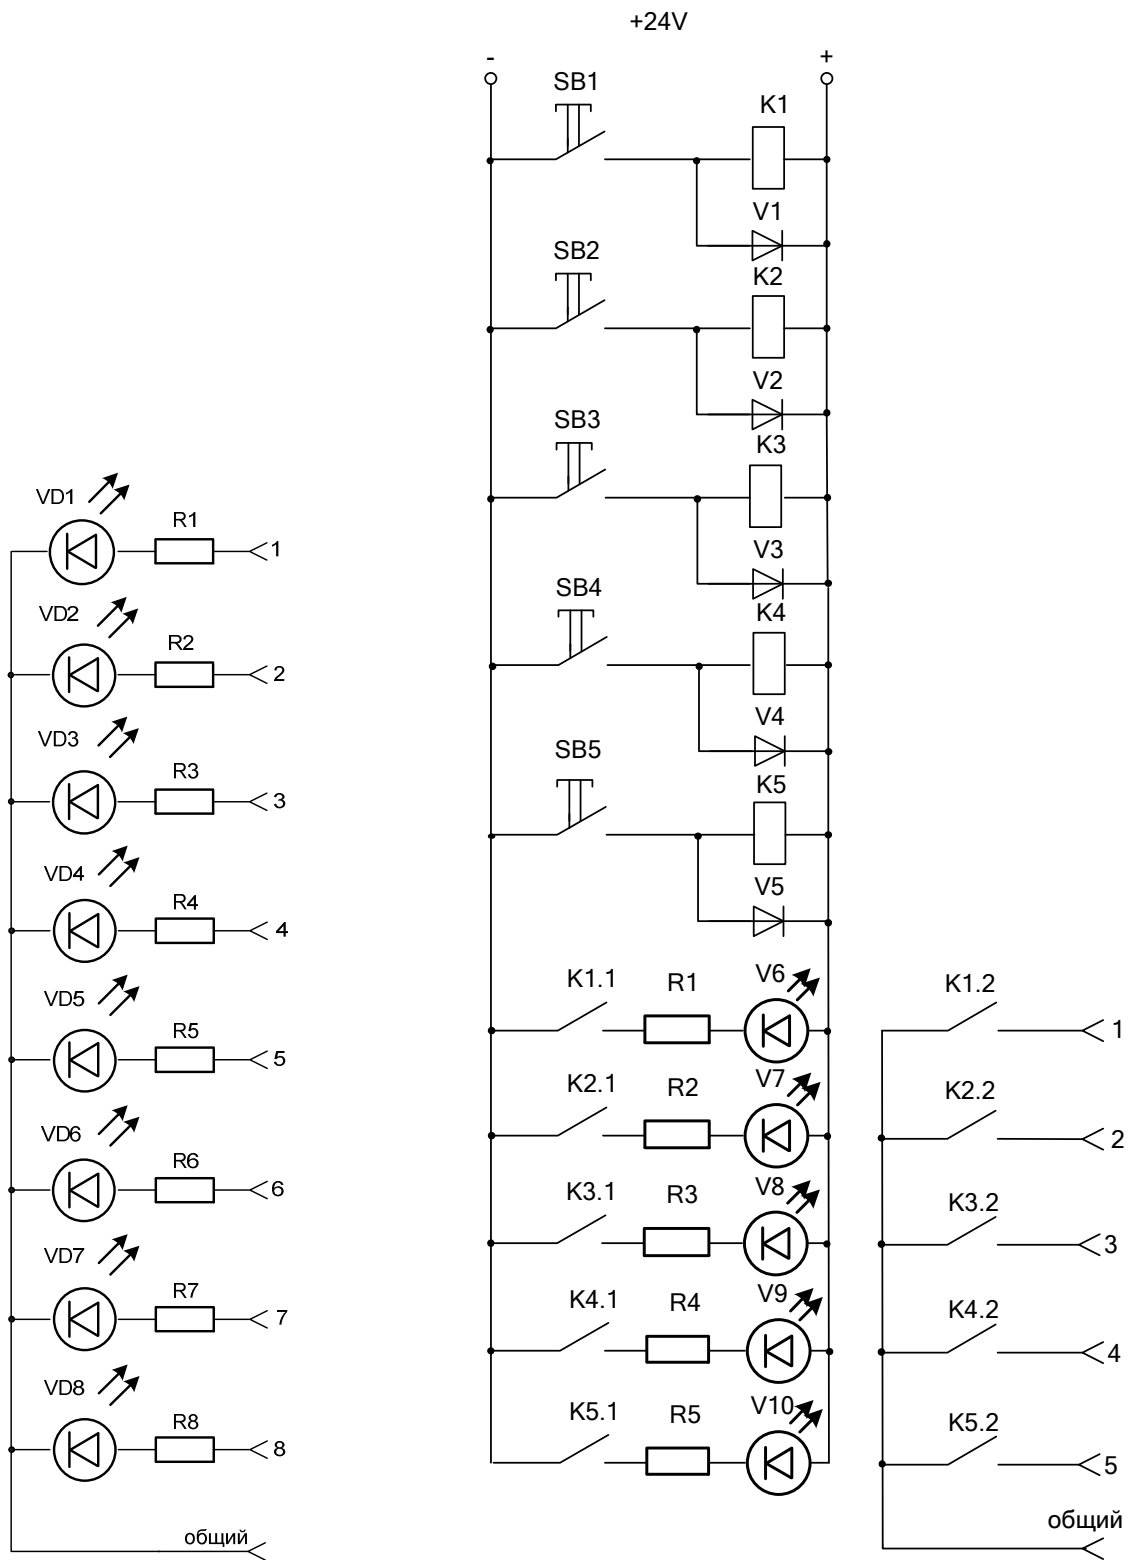 +24V
- +
SB1
K1
V1
SB2
K2
V2
SB3
K3
V3
SB4
K4
V4
SB5
K5
V5
K1.1 R1 V6
K2.1 R2 V7
K3.1 R3 V8
K4.1 R4 V9
K5.1 R5 V10
VD1
R1
1
VD2
R2
2
VD3
R3
3
VD4
R4
4
VD5
R5
5
VD6
R6
6
VD7
R7
7
VD8
R8
8
общий
K1.2
1
K2.2
2
K3.2
3
K4.2
4
K5.2
5
общий